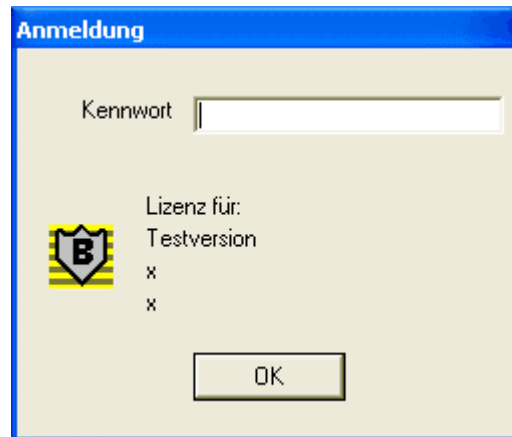 Anmeldung
Kennwort
Lizenz für:
B
Testversion
x
x
OK